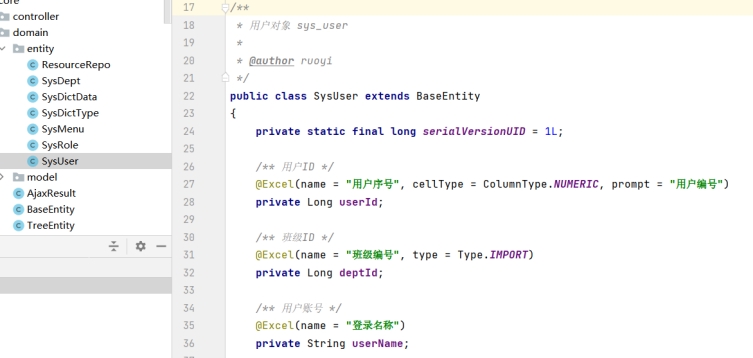 core
controller
domain
entity
ResourceRepo
SysDept
SysDictData
SysDictType
SysMenu
SysRole
SysUser
model
AjaxResult
BaseEntity
TreeEntity
17 /**
18 * 用户对象 sys_user
19 *
20 * @author ruoyi
21 */
22 public class SysUser extends BaseEntity
23 {
24 private static final long serialVersionUID = 1L;
25
26 /** 用户ID */
27 @Excel(name = "用户序号", cellType = ColumnType.NUMERIC, prompt = "用户编号")
28 private Long userId;
29
30 /** 班级ID */
31 @Excel(name = "班级编号", type = Type.IMPORT)
32 private Long deptId;
33
34 /** 用户账号 */
35 @Excel(name = "登录名称")
36 private String userName;